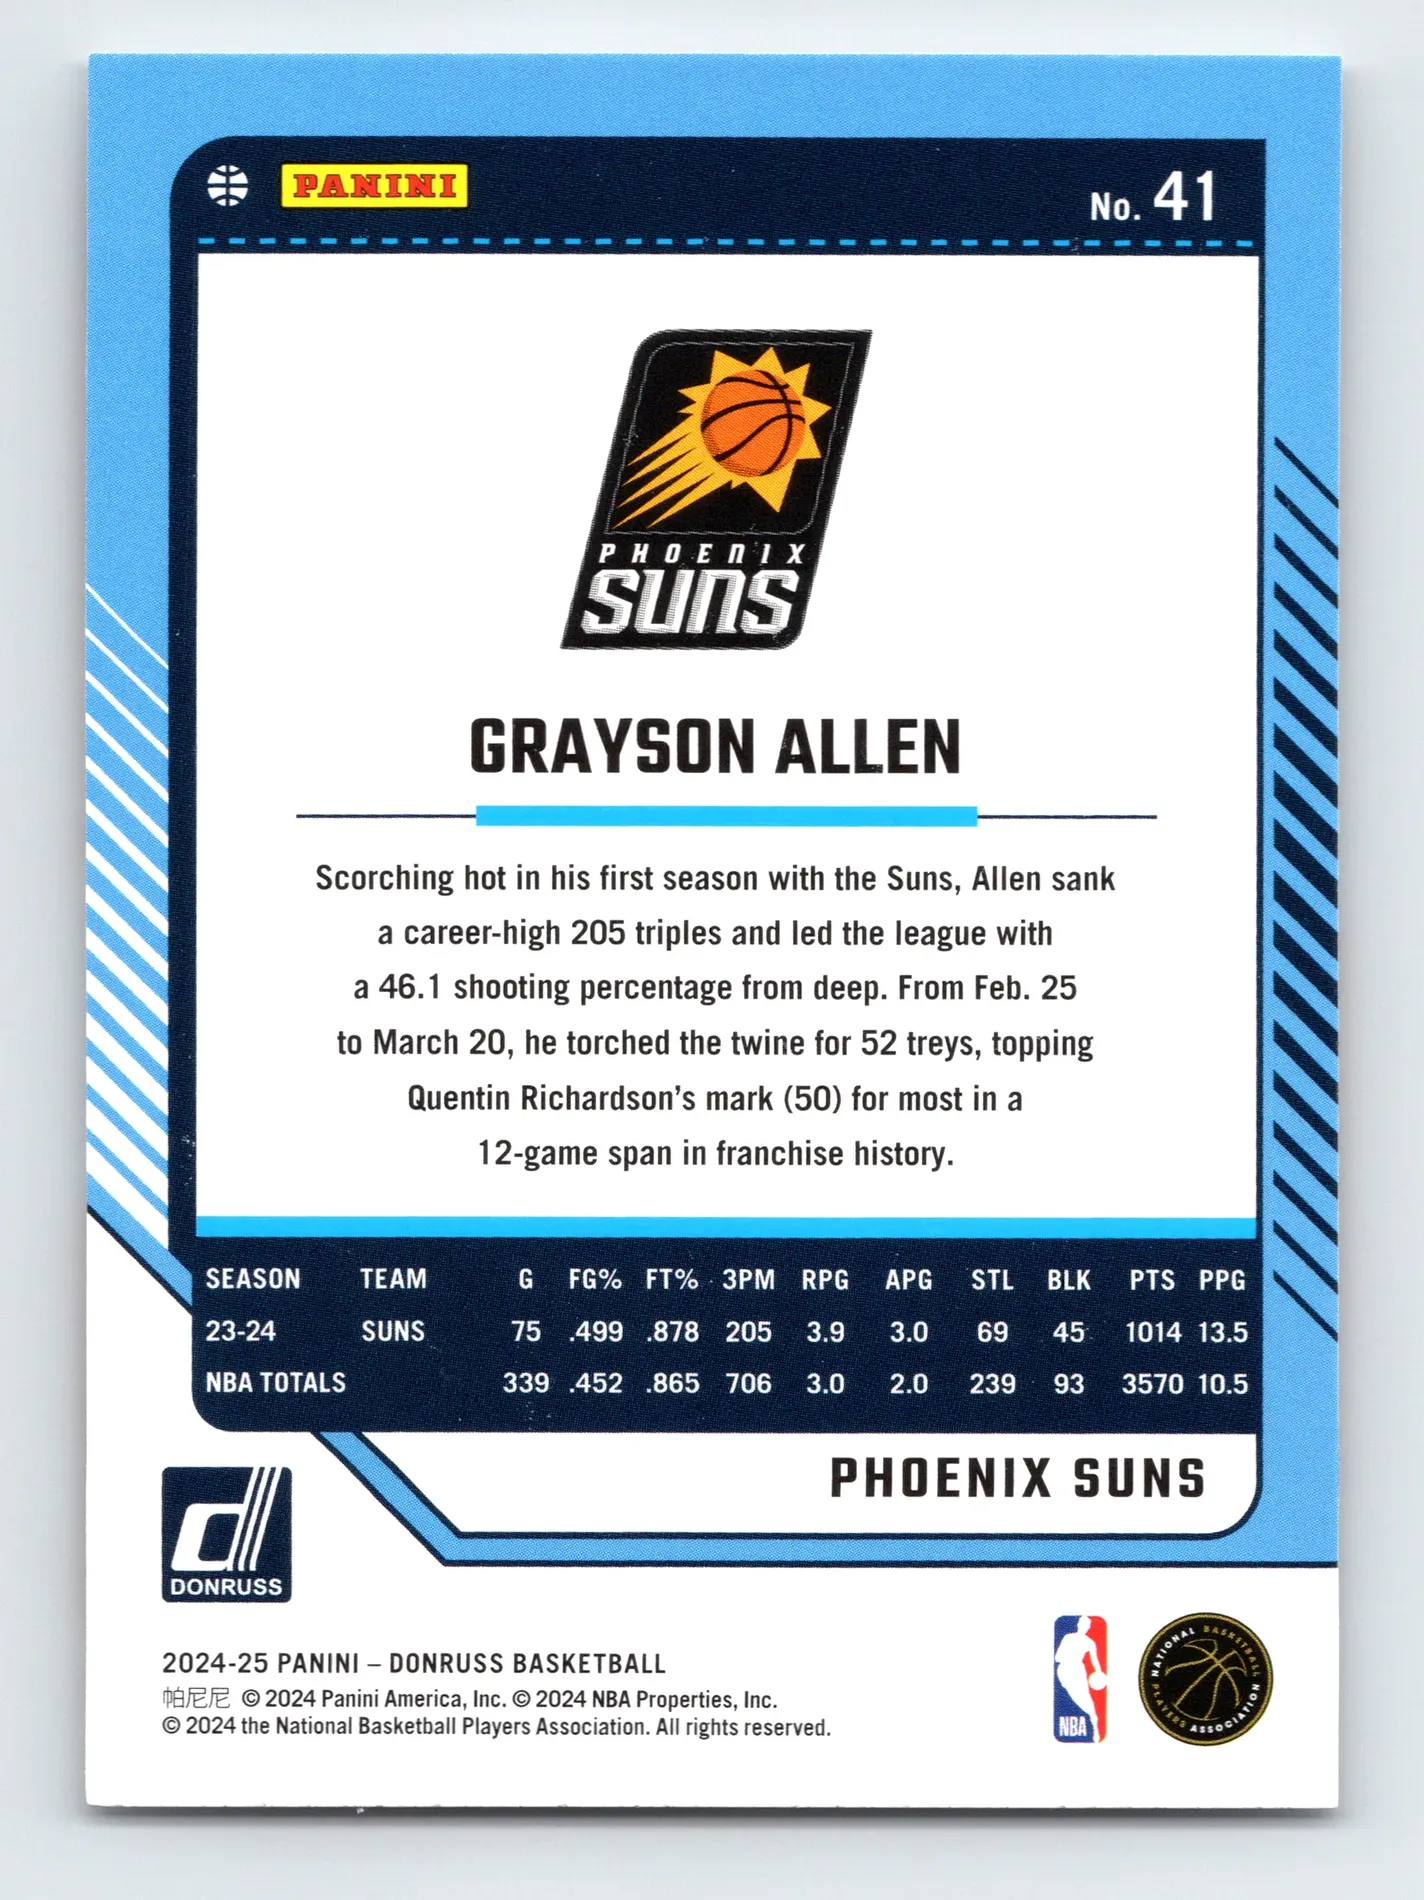 PANINI
No. 41
PHOENIX
SUNS
GRAYSON ALLEN
Scorching hot in his first season with the Suns, Allen sank
a career-high 205 triples and led the league with
a 46.1 shooting percentage from deep. From Feb. 25
to March 20, he torched the twine for 52 treys, topping
Quentin Richardson's mark (50) for most in a
12-game span in franchise history.
SEASON TEAM G FG% FT% 3PM RPG APG STL BLK PTS PPG
23-24 SUNS 75 .499 .878 205 3.9 3.0 69 45 1014 13.5
NBA TOTALS 339 .452 .865 706 3.0 2.0 239 93 3570 10.5
PHOENIX SUNS
d
DONRUSS
2024-25 PANINI – DONRUSS BASKETBALL
帕尼尼 © 2024 Panini America, Inc. © 2024 NBA Properties, Inc.
© 2024 the National Basketball Players Association. All rights reserved.
NBA
NATIONAL BASKETBALL PLAYERS ASSOCIATION